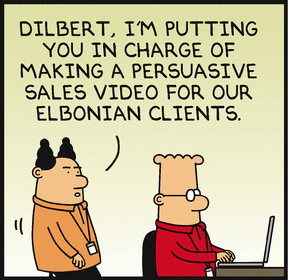 DILBERT, I'M PUTTING
YOU IN CHARGE OF
MAKING A PERSUASIVE
SALES VIDEO FOR OUR
ELBONIAN CLIENTS.